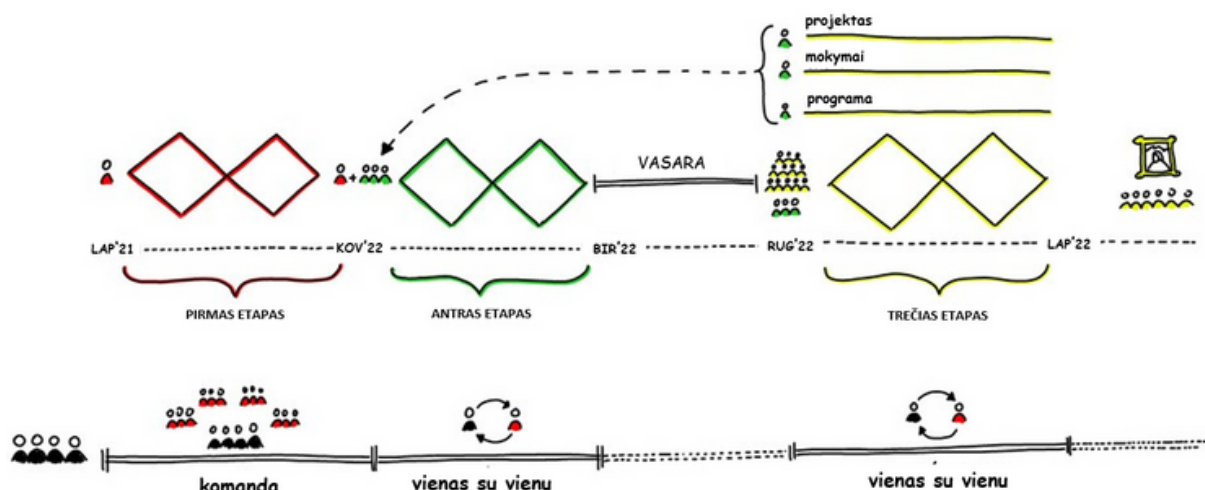 projektas
mokymai
programa
VASARA
LAP'21
KOV'22
BIR'22
RUG'22
LAP'22
PIRMAS ETAPAS
ANTRAS ETAPAS
TREČIAS ETAPAS
komanda
vienas su vienu
vienas su vienu